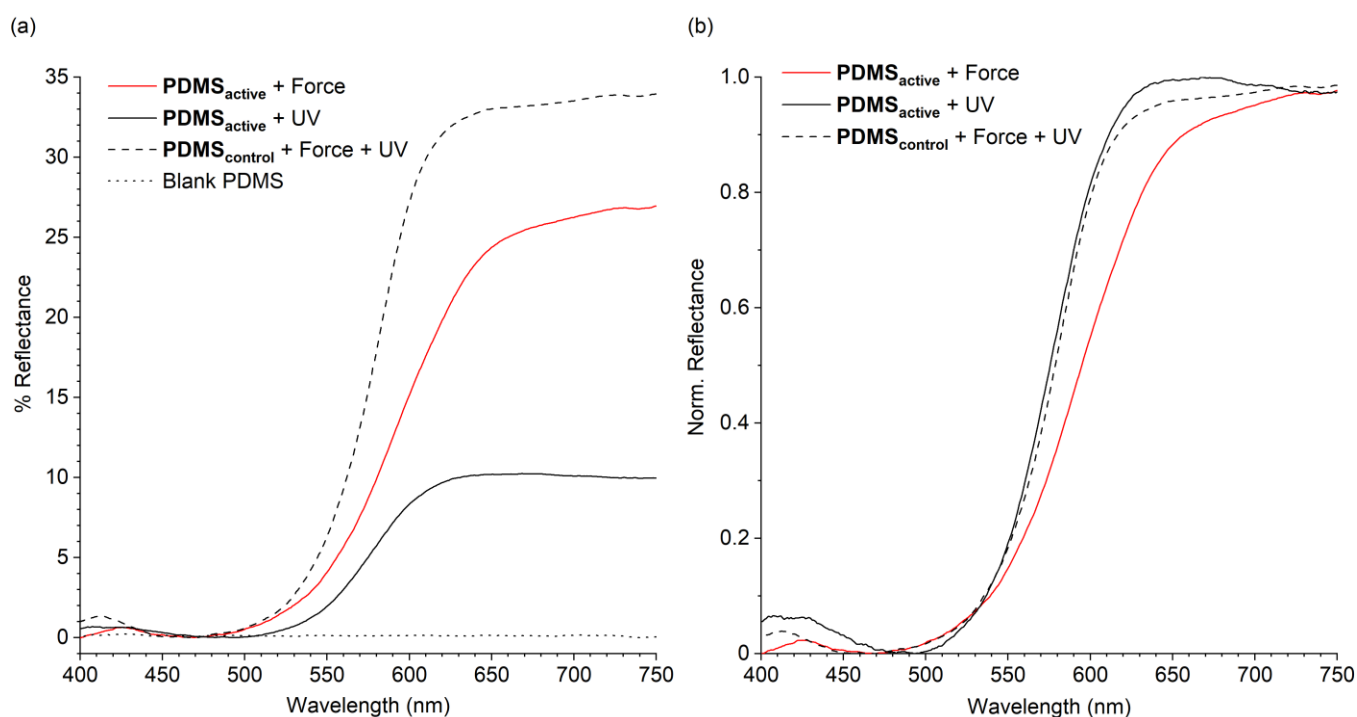 (a)
PDMSactive + Force
PDMSactive + UV
PDMScontrol + Force + UV
Blank PDMS
% Reflectance
35
30
25
20
15
10
5
0
400 450 500 550 600 650 700 750
Wavelength (nm)
(b)
PDMSactive + Force
PDMSactive + UV
PDMScontrol + Force + UV
Norm. Reflectance
1.0
0.8
0.6
0.4
0.2
0
400 450 500 550 600 650 700 750
Wavelength (nm)